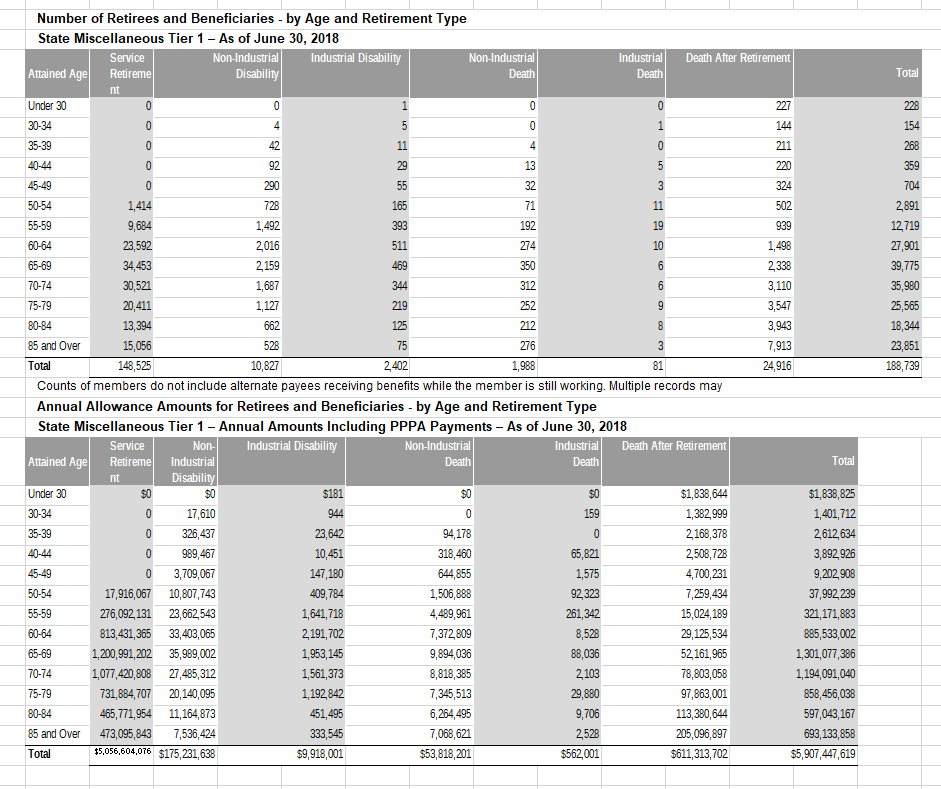 Number of Retirees and Beneficiaries - by Age and Retirement Type
State Miscellaneous Tier 1 – As of June 30, 2018
Attained Age Service Retireme nt Non-Industrial Disability Industrial Disability Non-Industrial Death Industrial Death Death After Retirement Total
Under 30 0 0 1 0 0 227 228
30-34 0 4 5 0 1 144 154
35-39 0 42 11 4 0 211 268
40-44 0 92 29 13 5 220 359
45-49 0 290 55 32 3 324 704
50-54 1,414 728 165 71 11 502 2,891
55-59 9,684 1,492 393 192 19 939 12,719
60-64 23,592 2,016 511 274 10 1,498 27,901
65-69 34,453 2,159 469 350 6 2,338 39,775
70-74 30,521 1,687 344 312 6 3,110 35,980
75-79 20,411 1,127 219 252 9 3,547 25,565
80-84 13,394 662 125 212 8 3,943 18,344
85 and Over 15,056 528 75 276 3 7,913 23,851
Total 148,525 10,827 2,402 1,988 81 24,916 188,739
Counts of members do not include alternate payees receiving benefits while the member is still working. Multiple records may
Annual Allowance Amounts for Retirees and Beneficiaries - by Age and Retirement Type
State Miscellaneous Tier 1 – Annual Amounts Including PPPA Payments – As of June 30, 2018
Attained Age Service Retireme nt Non-Industrial Disability Industrial Disability Non-Industrial Death Industrial Death Death After Retirement Total
Under 30 $0 $0 $181 $0 $0 $1,838,644 $1,838,825
30-34 0 17,610 944 0 159 1,382,999 1,401,712
35-39 0 326,437 23,642 94,178 0 2,168,378 2,612,634
40-44 0 989,467 10,451 318,460 65,821 2,508,728 3,892,926
45-49 0 3,709,067 147,180 644,855 1,575 4,700,231 9,202,908
50-54 17,916,067 10,807,743 409,784 1,506,888 92,323 7,259,434 37,992,239
55-59 276,092,131 23,662,543 1,641,718 4,489,961 261,342 15,024,189 321,171,883
60-64 813,431,365 33,403,065 2,191,702 7,372,809 8,528 29,125,534 885,533,002
65-69 1,200,991,202 35,989,002 1,953,145 9,894,036 88,036 52,161,965 1,301,077,386
70-74 1,077,420,808 27,485,312 1,561,373 8,818,385 2,103 78,803,058 1,194,091,040
75-79 731,884,707 20,140,095 1,192,842 7,345,513 29,880 97,863,001 858,456,038
80-84 465,771,954 11,164,873 451,495 6,264,495 9,706 113,380,644 597,043,167
85 and Over 473,095,843 7,536,424 333,545 7,068,621 2,528 205,096,897 693,133,858
Total $5,056,604,076 $175,231,638 $9,918,001 $53,818,201 $562,001 $611,313,702 $5,907,447,619